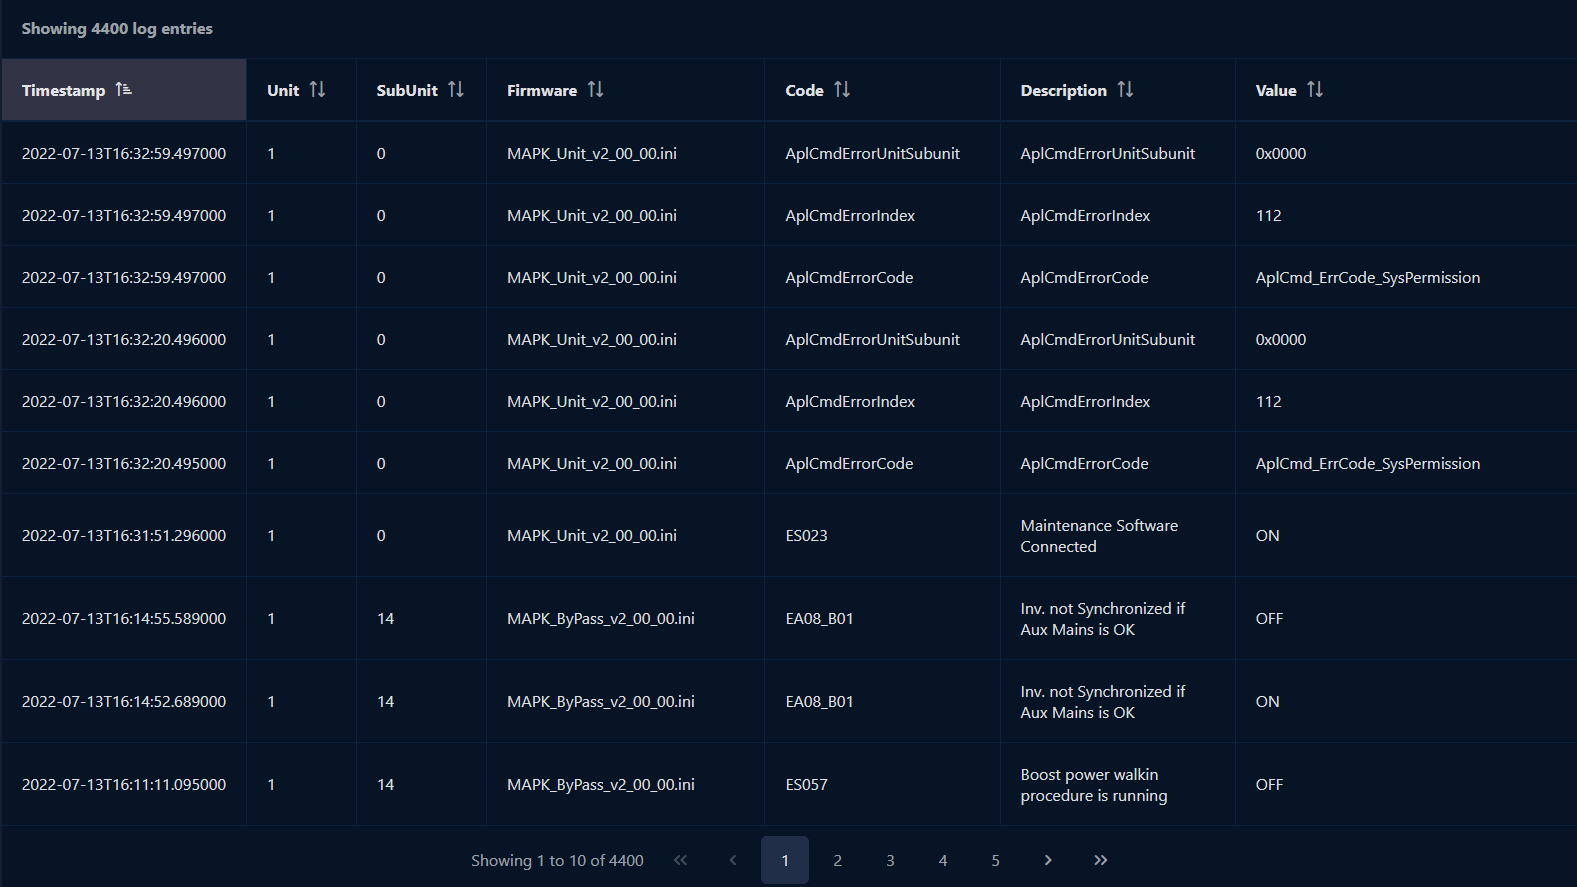 Showing 4400 log entries
Timestamp Unit SubUnit Firmware Code Description Value
2022-07-13T16:32:59.497000 1 0 MAPK_Unit_v2_00_00.ini AplCmdErrorUnitSubunit AplCmdErrorUnitSubunit 0x0000
2022-07-13T16:32:59.497000 1 0 MAPK_Unit_v2_00_00.ini AplCmdErrorIndex AplCmdErrorIndex 112
2022-07-13T16:32:59.497000 1 0 MAPK_Unit_v2_00_00.ini AplCmdErrorCode AplCmdErrorCode AplCmd_ErrCode_SysPermission
2022-07-13T16:32:20.496000 1 0 MAPK_Unit_v2_00_00.ini AplCmdErrorUnitSubunit AplCmdErrorUnitSubunit 0x0000
2022-07-13T16:32:20.496000 1 0 MAPK_Unit_v2_00_00.ini AplCmdErrorIndex AplCmdErrorIndex 112
2022-07-13T16:32:20.495000 1 0 MAPK_Unit_v2_00_00.ini AplCmdErrorCode AplCmdErrorCode AplCmd_ErrCode_SysPermission
2022-07-13T16:31:51.296000 1 0 MAPK_Unit_v2_00_00.ini ES023 Maintenance Software
Connected ON
2022-07-13T16:14:55.589000 1 14 MAPK_ByPass_v2_00_00.ini EA08_B01 Inv. not Synchronized if
Aux Mains is OK OFF
2022-07-13T16:14:52.689000 1 14 MAPK_ByPass_v2_00_00.ini EA08_B01 Inv. not Synchronized if
Aux Mains is OK ON
2022-07-13T16:11:11.095000 1 14 MAPK_ByPass_v2_00_00.ini ES057 Boost power walkin
procedure is running OFF
Showing 1 to 10 of 4400 « ‹ 1 2 3 4 5 › »